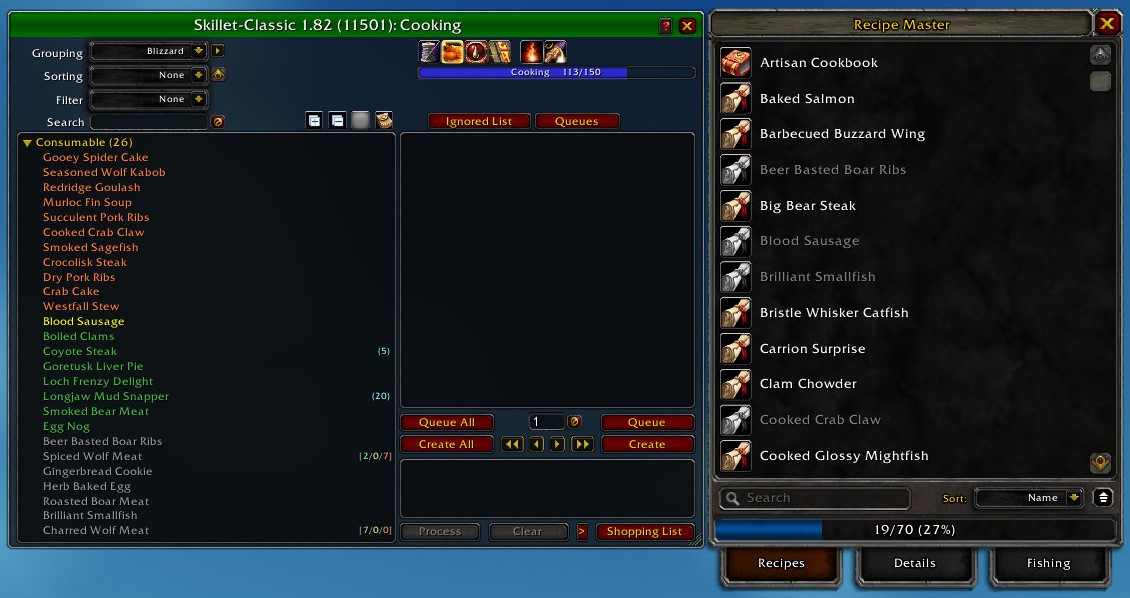 Skillet-Classic 1.82 (11501): Cooking
?
Grouping
Blizzard
Sorting
None
Filter
None
Search
Cooking 113/150
Ignored List
Queues
Consumable (26)
Gooey Spider Cake
Seasoned Wolf Kabob
Redridge Goulash
Murloc Fin Soup
Succulent Pork Ribs
Cooked Crab Claw
Smoked Sagefish
Crocolisk Steak
Dry Pork Ribs
Crab Cake
Westfall Stew
Blood Sausage
Boiled Clams
Coyote Steak (5)
Goretusk Liver Pie
Loch Frenzy Delight
Longjaw Mud Snapper (20)
Smoked Bear Meat
Egg Nog
Beer Basted Boar Ribs
Spiced Wolf Meat [2/0/7]
Gingerbread Cookie
Herb Baked Egg
Roasted Boar Meat
Brilliant Smallfish
Charred Wolf Meat [7/0/0]
Queue All
1
Queue
Create All
Create
Process
Clear
>
Shopping List
Recipe Master
Artisan Cookbook
Baked Salmon
Barbecued Buzzard Wing
Beer Basted Boar Ribs
Big Bear Steak
Blood Sausage
Brilliant Smallfish
Bristle Whisker Catfish
Carrion Surprise
Clam Chowder
Cooked Crab Claw
Cooked Glossy Mightfish
Search
Sort:
Name
19/70 (27%)
Recipes
Details
Fishing